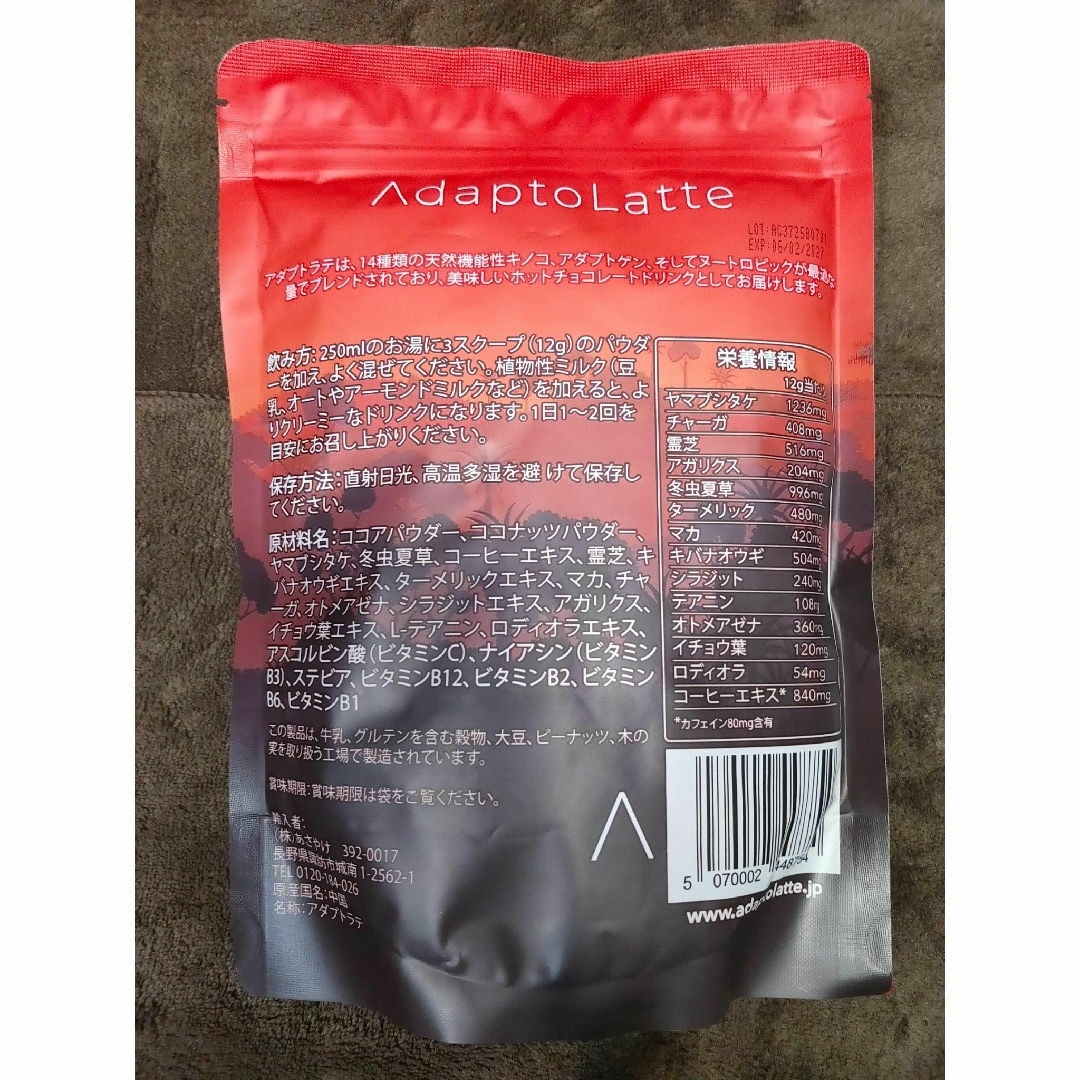 AdaptoLatte
EXP:06/02/2027
アダプトラテは、14種類の天然機能性キノコ、アダプトゲン、そしてヌートロピックが最適な
量でブレンドされており、美味しいホットチョコレートドリンクとしてお届けします。
飲み方: 250mlのお湯に3スクープ (12g) のパウダ
ーを加え、よく混ぜてください。植物性ミルク (豆
乳、オートやアーモンドミルクなど) を加えると、よ
りクリーミーなドリンクになります。1日1〜2回を
目安にお召し上がりください。
保存方法: 直射日光、高温多湿を避 けて保存し
てください。
原材料名: ココアパウダー、ココナッツパウダー、
ヤマブシタケ、冬虫夏草、コーヒーエキス、霊芝、キ
バナオウギエキス、ターメリックエキス、マカ、チャ
ーガ、オトメアゼナ、シラジットエキス、アガリクス、
イチョウ葉エキス、L-テアニン、ロディオラエキス、
アスコルビン酸 (ビタミンC)、ナイアシン (ビタミン
B3)、ステビア、ビタミンB12、ビタミンB2、ビタミン
B6、ビタミンB1
この製品は、牛乳、グルテンを含む穀物、大豆、ピーナッツ、木の
実を取り扱う工場で製造されています。
賞味期限: 賞味期限は袋をご覧ください。
輸入者:
(株)あさやけ 392-0017
長野県諏訪市城南1-2562-1
TEL 0120-184-026
原産国名: 中国
名称: アダプトラテ
栄養情報
12g当たり
ヤマブシタケ 1236mg
チャーガ 408mg
霊芝 516mg
アガリクス 204mg
冬虫夏草 996mg
ターメリック 480mg
マカ 420mg
キバナオウギ 504mg
シラジット 240mg
テアニン 108mg
オトメアゼナ 360mg
イチョウ葉 120mg
ロディオラ 54mg
コーヒーエキス* 840mg
*カフェイン80mg含有
5 070002
www.adaptolatte.jp